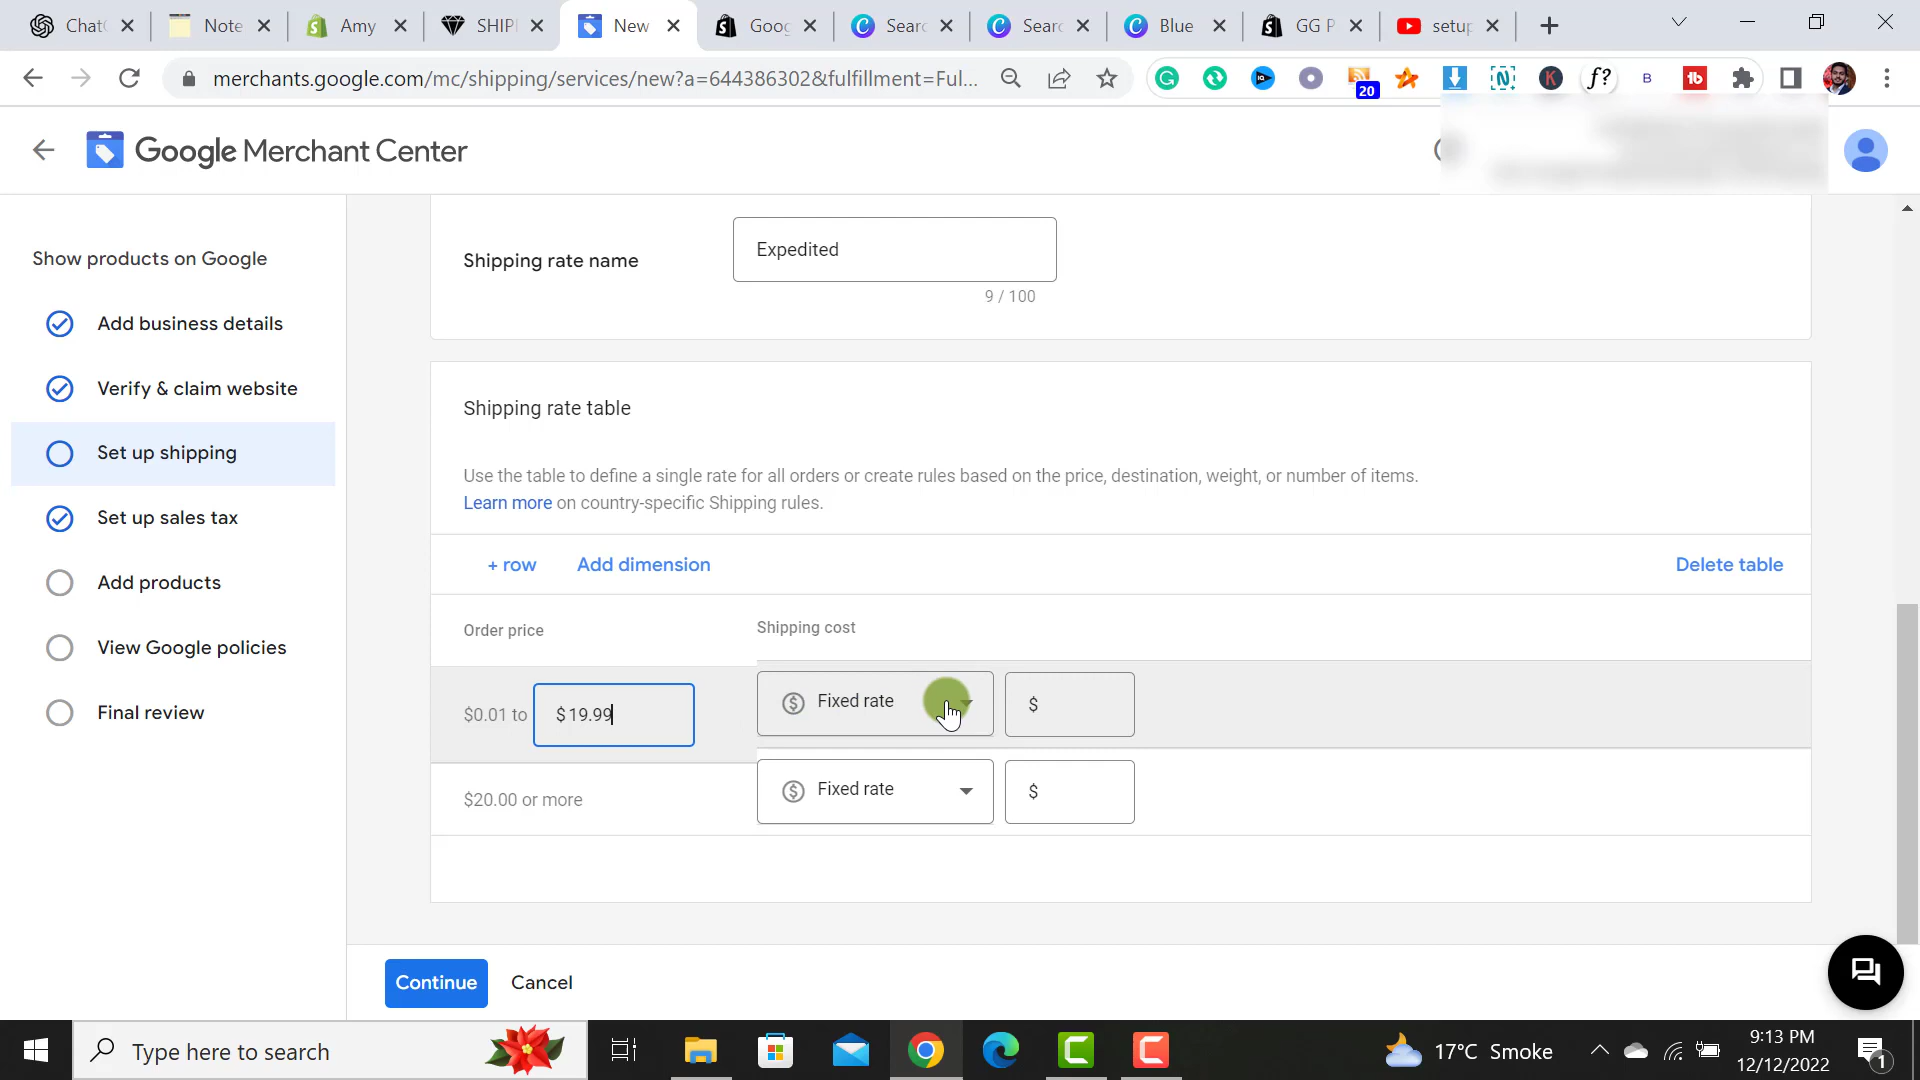 Chat
Note
Amy
SHIPI
New
Goog
Searc
Searc
Blue
GG P
setup
merchants.google.com/mc/shipping/services/new?a=644386302&fulfillment=Ful...
20
f?
B
tb
K
Google Merchant Center
Show products on Google
Add business details
Verify & claim website
Set up shipping
Set up sales tax
Add products
View Google policies
Final review
Shipping rate name
Expedited
9 / 100
Shipping rate table
Use the table to define a single rate for all orders or create rules based on the price, destination, weight, or number of items.
Learn more on country-specific Shipping rules.
+ row
Add dimension
Delete table
Order price
Shipping cost
$0.01 to
$ 19.99
Fixed rate
$
$20.00 or more
Fixed rate
$
Continue
Cancel
Type here to search
17°C Smoke
9:13 PM
12/12/2022
1